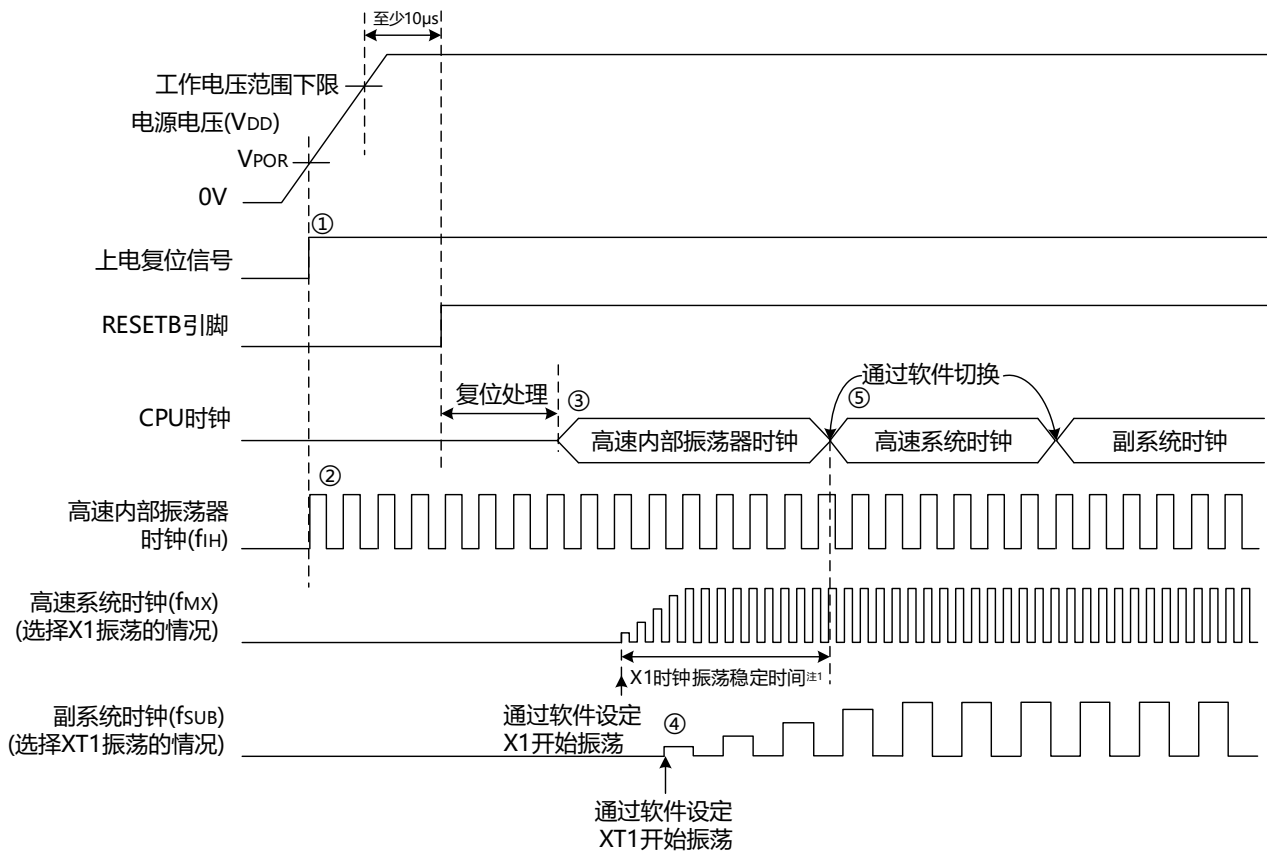 至少10μs
工作电压范围下限
电源电压(VDD)
VPOR
0V
①
上电复位信号
RESETB引脚
通过软件切换
复位处理
③
⑤
CPU时钟
高速内部振荡器时钟
高速系统时钟
副系统时钟
②
高速内部振荡器
时钟(fIH)
高速系统时钟(fMX)
(选择X1振荡的情况)
X1时钟振荡稳定时间注1
通过软件设定
X1开始振荡
④
副系统时钟(fSUB)
(选择XT1振荡的情况)
通过软件设定
XT1开始振荡